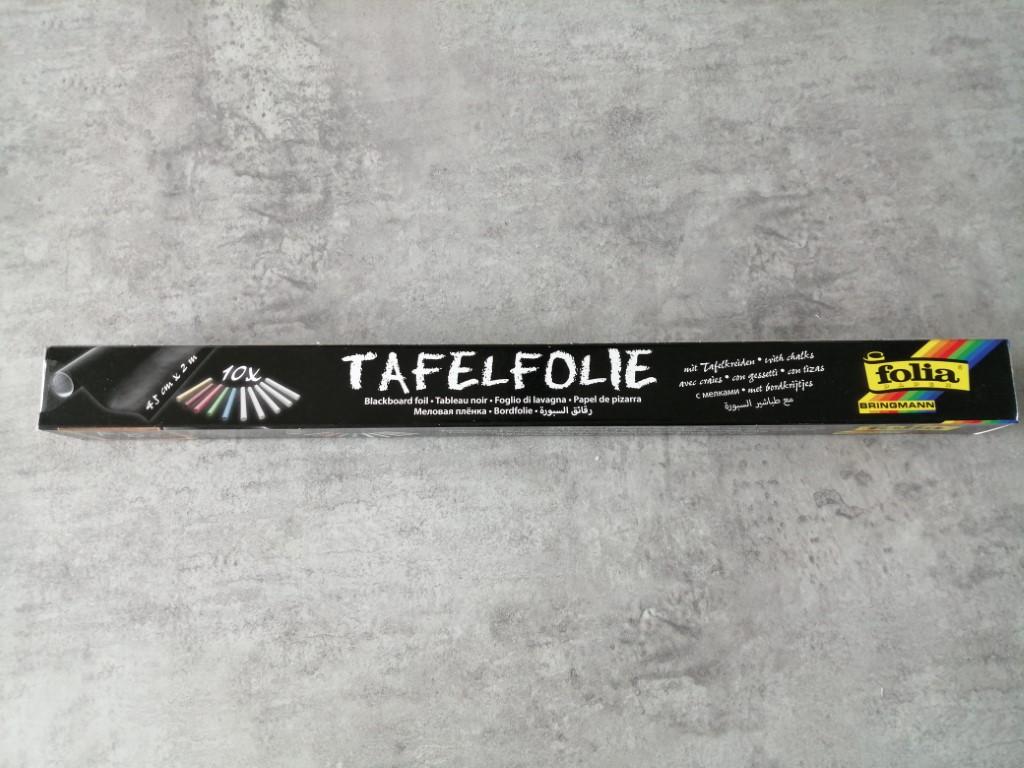 45 cm x 2 m
10x
TAFELFOLIE
Blackboard foil • Tableau noir • Foglio di lavagna • Papel de pizarra
Меловая плёнка • Bordfolie • رقائق السبورة
mit Tafelkreiden • with chalks
avec craies • con gessetti • con tizas
с мелками • met bordkrijtjes
مع طباشير السبورة
folia
PAPER
BRINGMANN